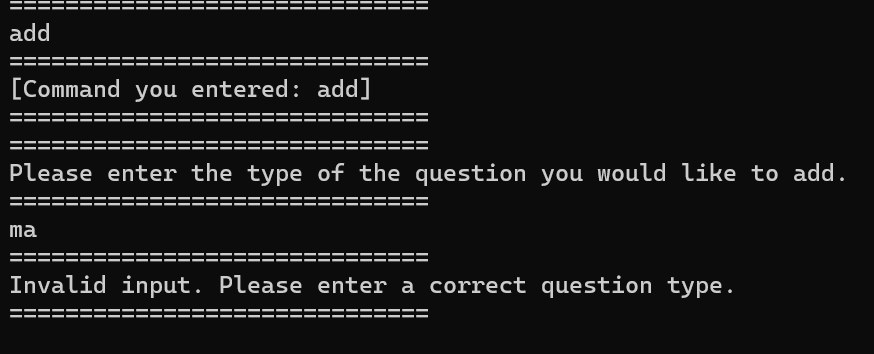 ==============================
add
==============================
[Command you entered: add]
==============================
==============================
Please enter the type of the question you would like to add.
==============================
ma
==============================
Invalid input. Please enter a correct question type.
==============================